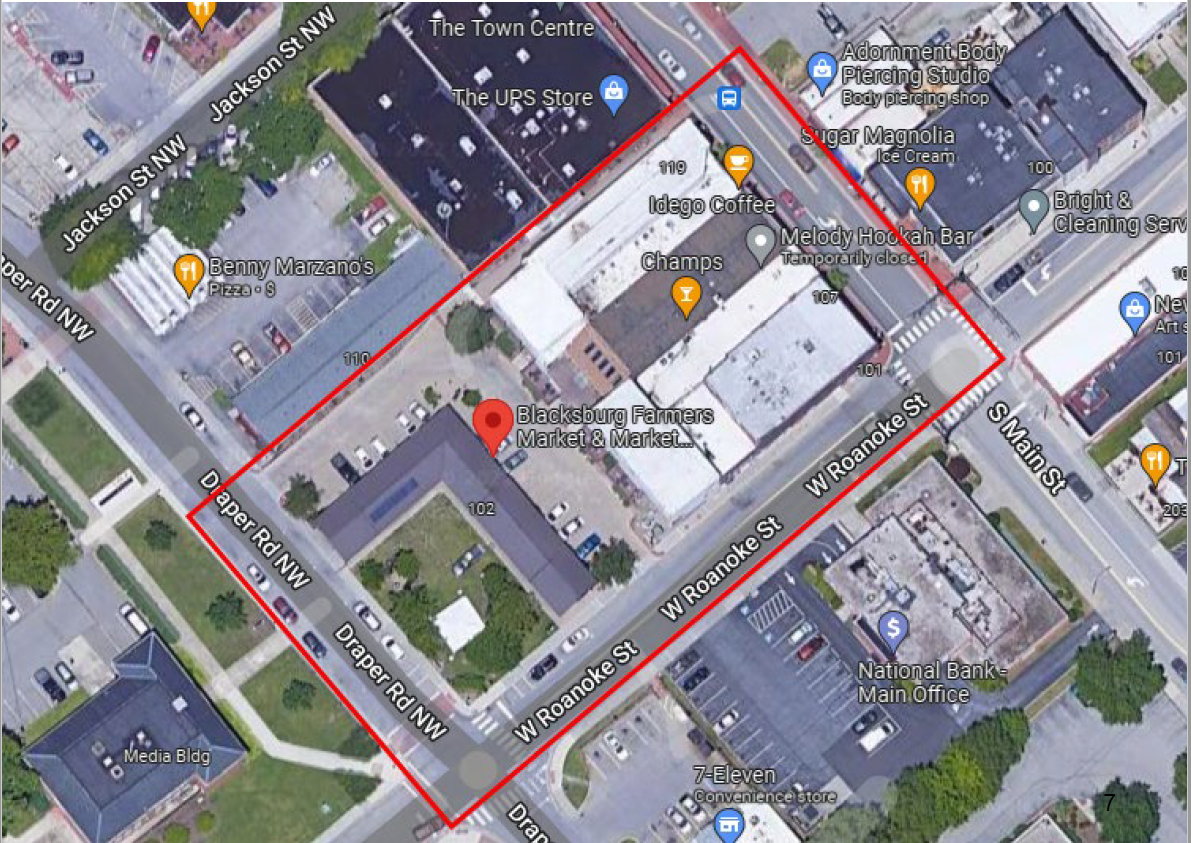 The Town Centre
Jackson St NW
Adornment Body
Piercing Studio
Body piercing shop
The UPS Store
Sugar Magnolia
Ice Cream
119
100
Jackson St NW
Idego Coffee
Bright &
Cleaning Serv
Melody Hookah Bar
Temporarily closed
Champs
Benny Marzano's
Pizza • $
aper Rd NW
107
10
New
Art s
110
101
101
Blacksburg Farmers
Market & Market...
S Main St
W Roanoke St
T
203
Draper Rd NW
102
W Roanoke St
$
W Roanoke St
Draper Rd NW
National Bank -
Main Office
Media Bldg
7-Eleven
Convenience store
7
Drap